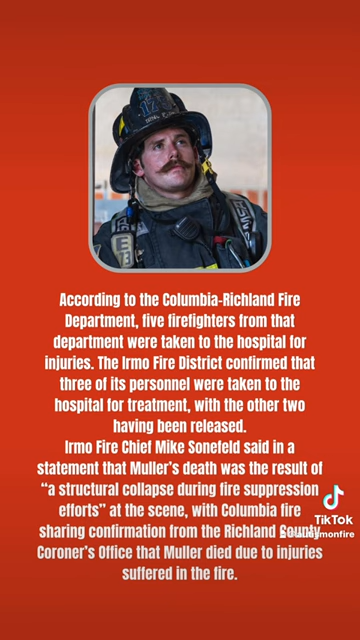 17
According to the Columbia-Richland Fire
Department, five firefighters from that
department were taken to the hospital for
injuries. The Irmo Fire District confirmed that
three of its personnel were taken to the
hospital for treatment, with the other two
having been released.
Irmo Fire Chief Mike Sonefeld said in a
statement that Muller's death was the result of
“a structural collapse during fire suppression
efforts” at the scene, with Columbia fire
sharing confirmation from the Richland County
Coroner's Office that Muller died due to injuries
suffered in the fire.
TikTok